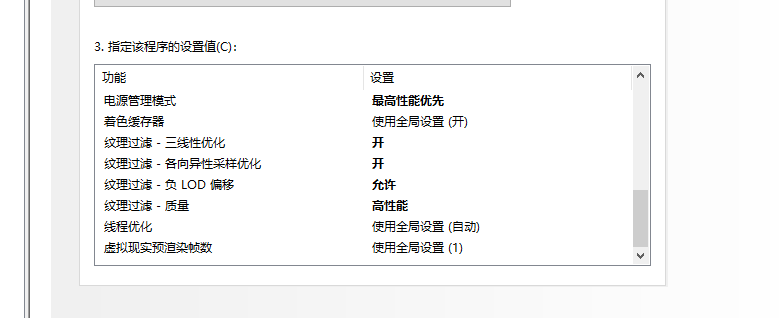 3. 指定该程序的设置值(C):
功能 设置
电源管理模式 最高性能优先
着色缓存器 使用全局设置 (开)
纹理过滤 - 三线性优化 开
纹理过滤 - 各向异性采样优化 开
纹理过滤 - 负 LOD 偏移 允许
纹理过滤 - 质量 高性能
线程优化 使用全局设置 (自动)
虚拟现实预渲染帧数 使用全局设置 (1)